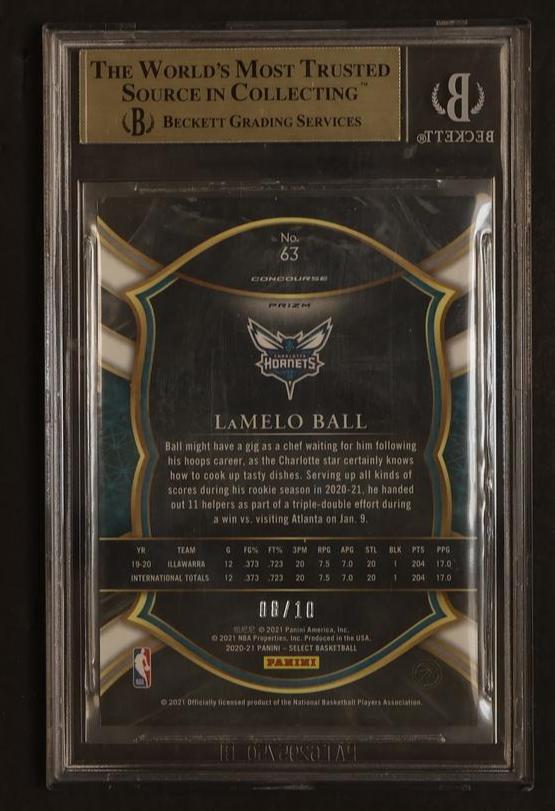 THE WORLD'S MOST TRUSTED
SOURCE IN COLLECTING™
B BECKETT GRADING SERVICES
B
BECKETT®
No.
63
CONCOURSE
PRIZM
CHARLOTTE
HORNETS
LAMELO BALL
Ball might have a gig as a chef waiting for him following
his hoops career, as the Charlotte star certainly knows
how to cook up tasty dishes. Serving up all kinds of
scores during his rookie season in 2020-21, he handed
out 11 helpers as part of a triple-double effort during
a win vs. visiting Atlanta on Jan. 9.
YR TEAM G FG% FT% 3PM RPG APG STL BLK PTS PPG
19-20 ILLAWARRA 12 .373 .723 20 7.5 7.0 20 1 204 17.0
INTERNATIONAL TOTALS 12 .373 .723 20 7.5 7.0 20 1 204 17.0
08/10
© 2021 Panini America, Inc.
© 2021 NBA Properties, Inc. Produced in the USA.
2020-21 PANINI – SELECT BASKETBALL
PANINI
NBA
© 2021 Officially licensed product of the National Basketball Players Association.